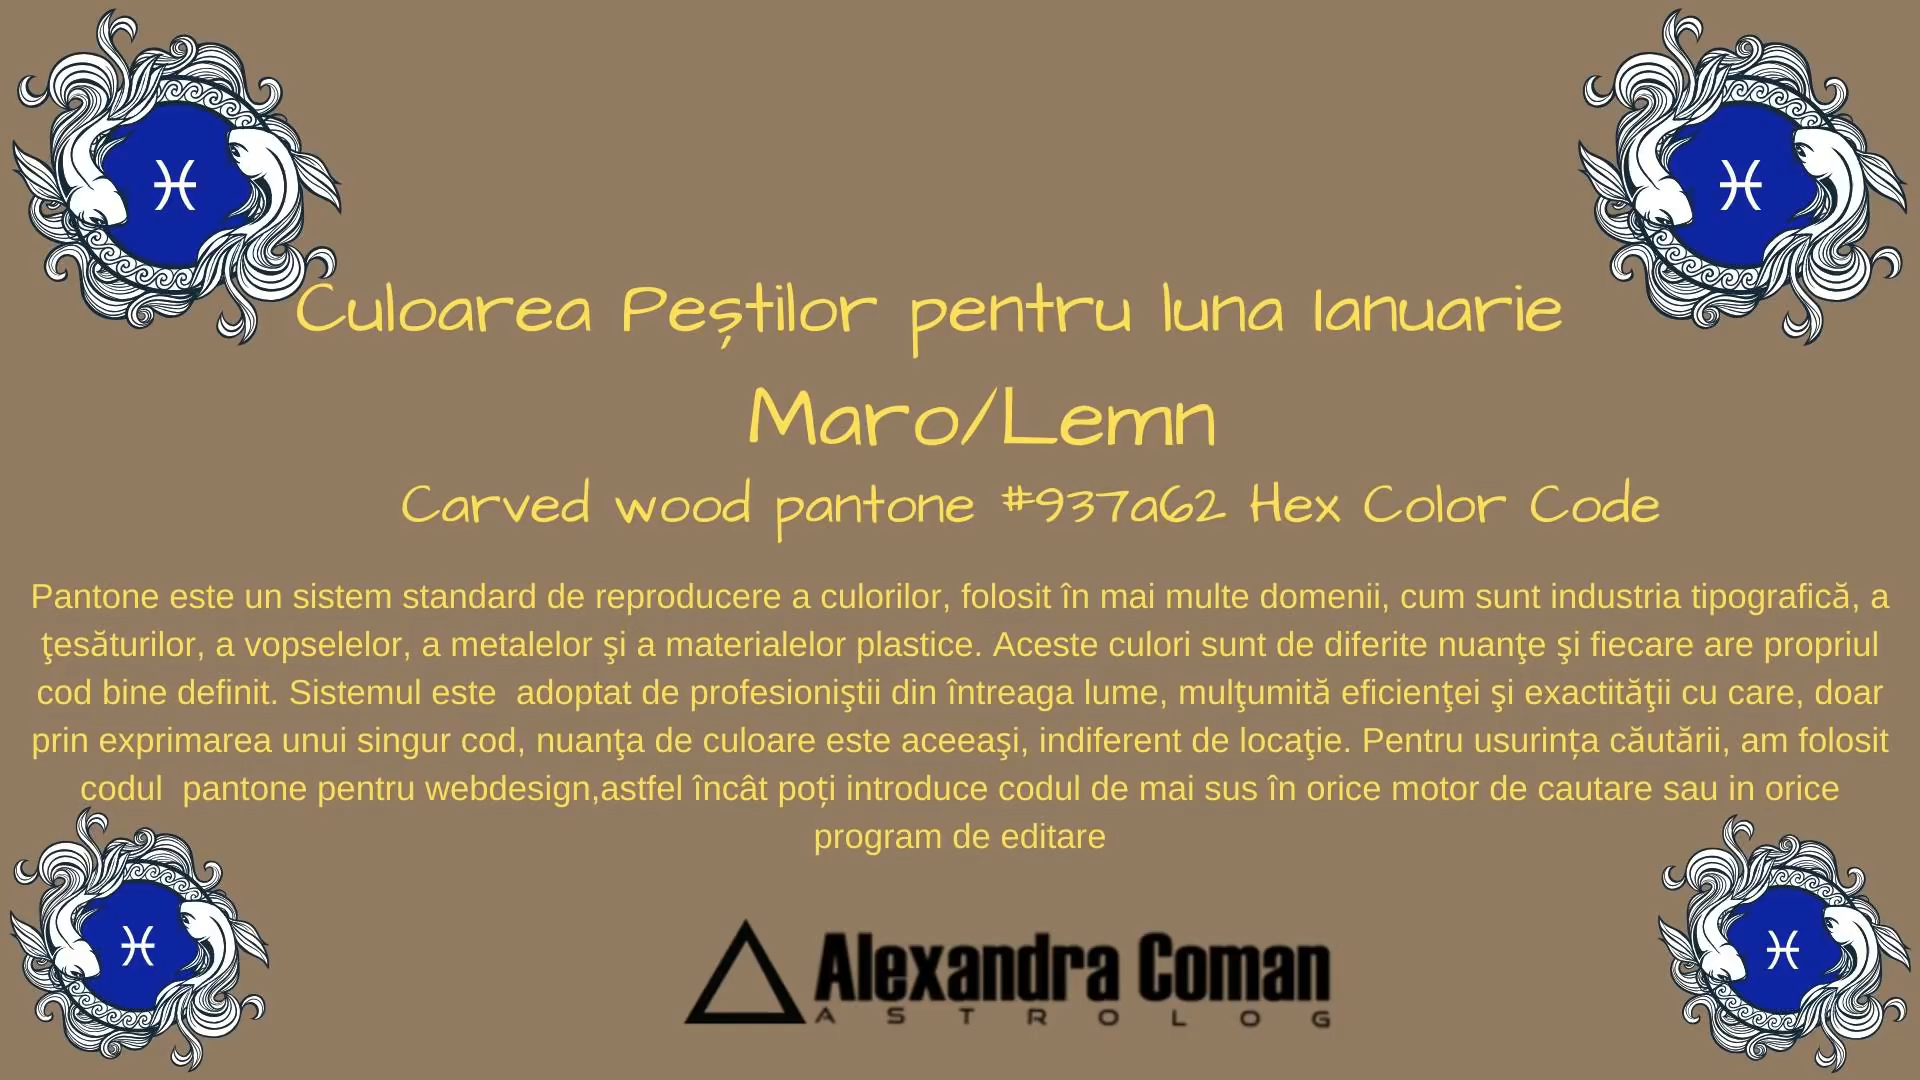 Culoarea Peștilor pentru luna Ianuarie
Maro/Lemn
Carved wood pantone #937a62 Hex Color Code
Pantone este un sistem standard de reproducere a culorilor, folosit în mai multe domenii, cum sunt industria tipografică, a
ţesăturilor, a vopselelor, a metalelor şi a materialelor plastice. Aceste culori sunt de diferite nuanţe şi fiecare are propriul
cod bine definit. Sistemul este  adoptat de profesioniştii din întreaga lume, mulţumită eficienţei şi exactităţii cu care, doar
prin exprimarea unui singur cod, nuanţa de culoare este aceeaşi, indiferent de locaţie. Pentru usurința căutării, am folosit
codul  pantone pentru webdesign,astfel încât poți introduce codul de mai sus în orice motor de cautare sau in orice
program de editare
Alexandra Coman
ASTROLOG